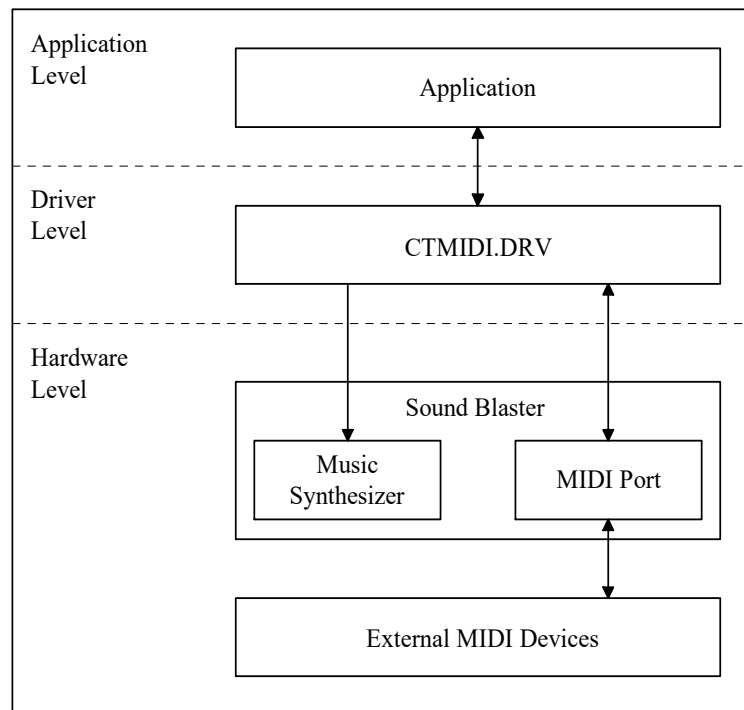 Application
Level
Application
Driver
Level
CTMIDI.DRV
Hardware
Level
Sound Blaster
Music
Synthesizer
MIDI Port
External MIDI Devices